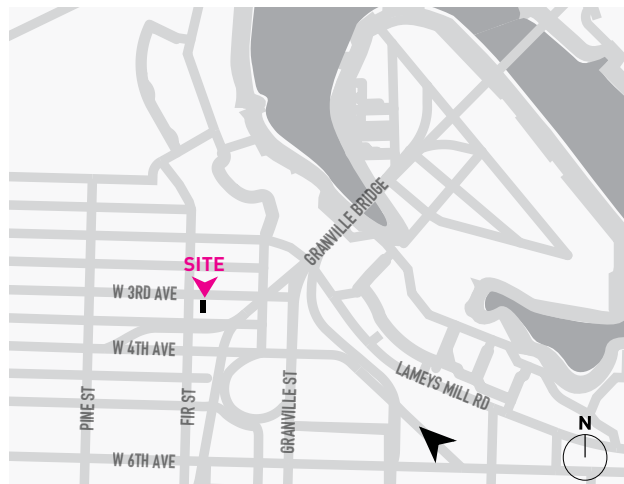 GRANVILLE BRIDGE
SITE
W 3RD AVE
W 4TH AVE
LAMEYS MILL RD
PINE ST
FIR ST
GRANVILLE ST
N
W 6TH AVE